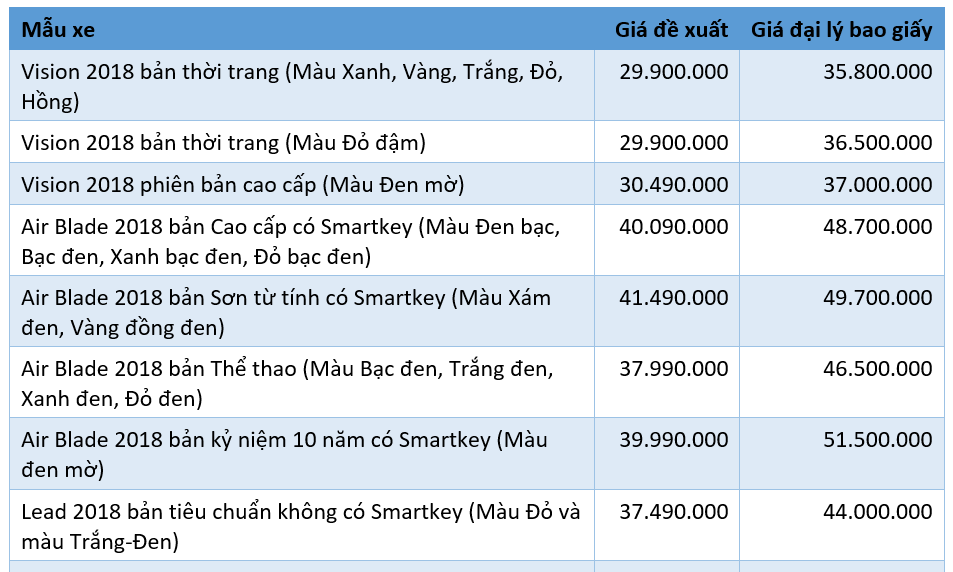 Mẫu xe Giá đề xuất Giá đại lý bao giấy
Vision 2018 bản thời trang (Màu Xanh, Vàng, Trắng, Đỏ, 29.900.000 35.800.000
Hồng)
Vision 2018 bản thời trang (Màu Đỏ đậm) 29.900.000 36.500.000
Vision 2018 phiên bản cao cấp (Màu Đen mờ) 30.490.000 37.000.000
Air Blade 2018 bản Cao cấp có Smartkey (Màu Đen bạc, 40.090.000 48.700.000
Bạc đen, Xanh bạc đen, Đỏ bạc đen)
Air Blade 2018 bản Sơn từ tính có Smartkey (Màu Xám 41.490.000 49.700.000
đen, Vàng đồng đen)
Air Blade 2018 bản Thể thao (Màu Bạc đen, Trắng đen, 37.990.000 46.500.000
Xanh đen, Đỏ đen)
Air Blade 2018 bản kỷ niệm 10 năm có Smartkey (Màu 39.990.000 51.500.000
đen mờ)
Lead 2018 bản tiêu chuẩn không có Smartkey (Màu Đỏ và 37.490.000 44.000.000
màu Trắng-Đen)